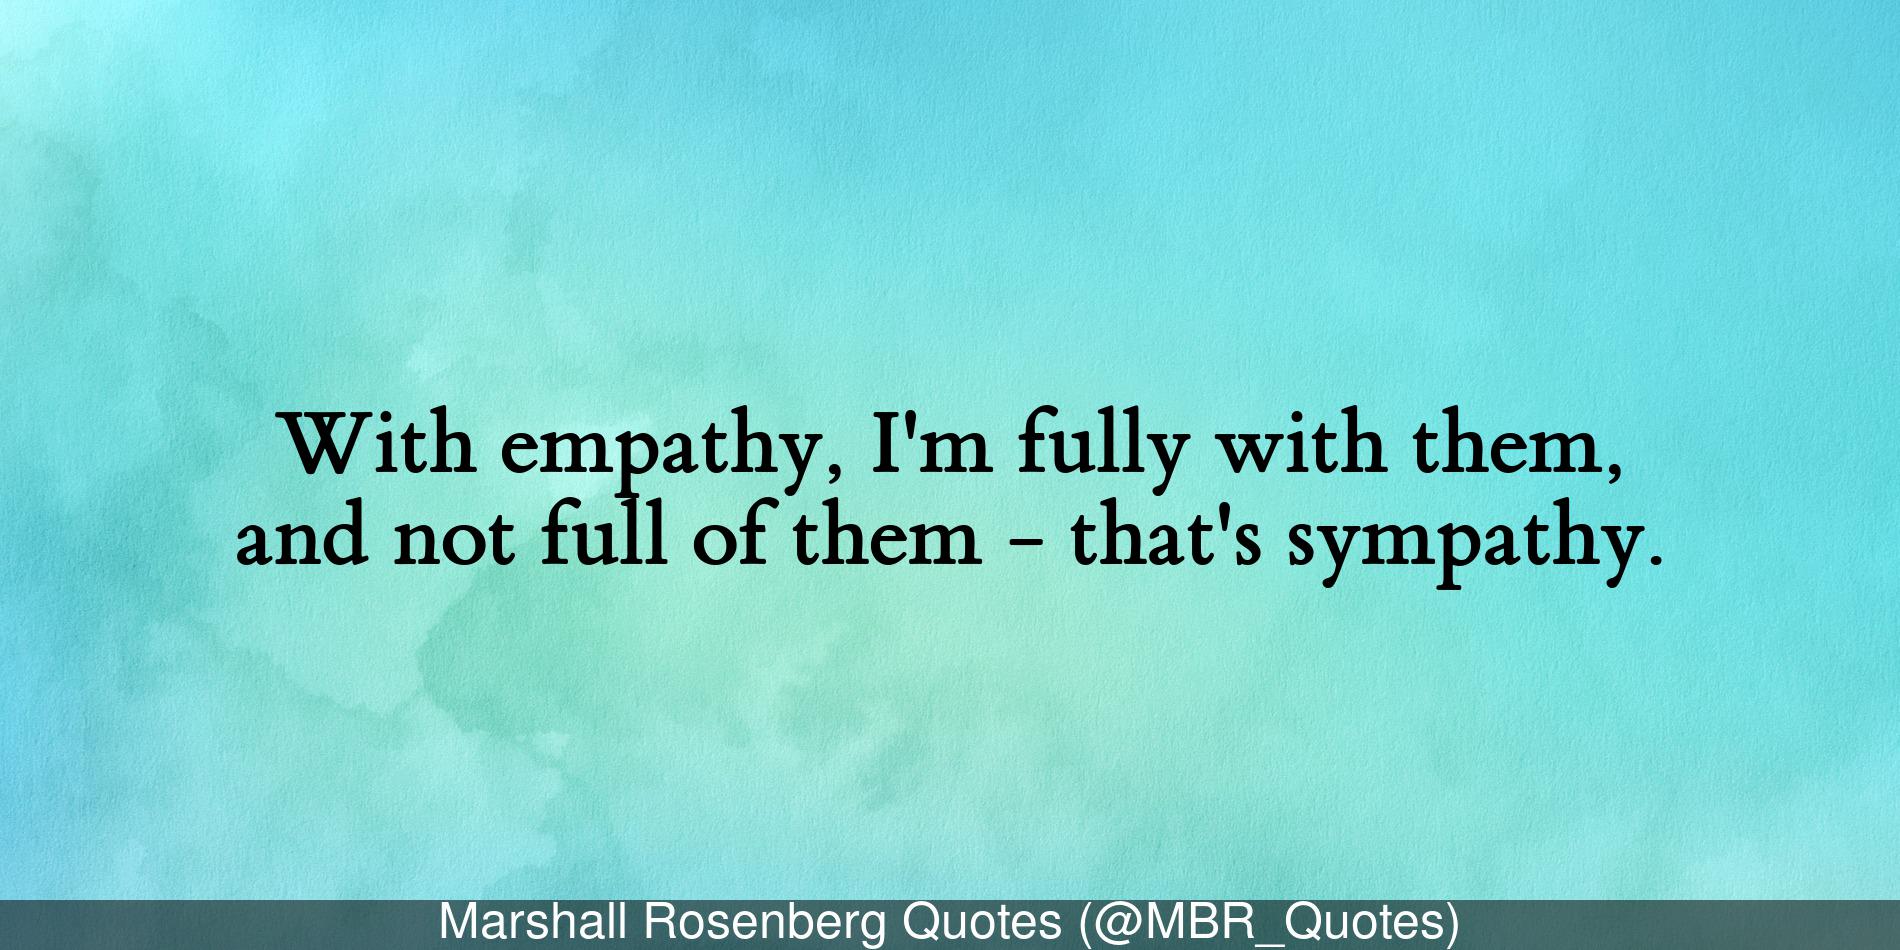 With empathy, I'm fully with them,
and not full of them – that's sympathy.
Marshall Rosenberg Quotes (@MBR_Quotes)